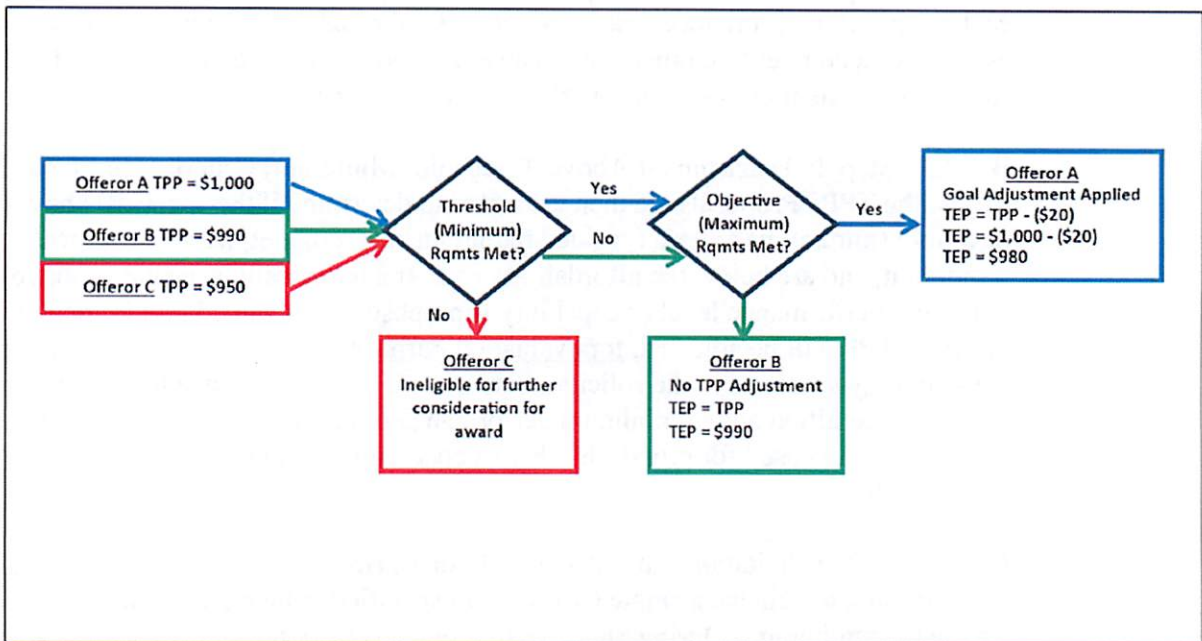 Offeror A TPP = $1,000
Offeror B TPP = $990
Offeror C TPP = $950
Threshold
(Minimum)
Rqmts Met?
Yes
No
No
Objective
(Maximum)
Rqmts Met?
Yes
Offeror A
Goal Adjustment Applied
TEP = TPP - ($20)
TEP = $1,000 - ($20)
TEP = $980
Offeror C
Ineligible for further
consideration for
award
Offeror B
No TPP Adjustment
TEP = TPP
TEP = $990